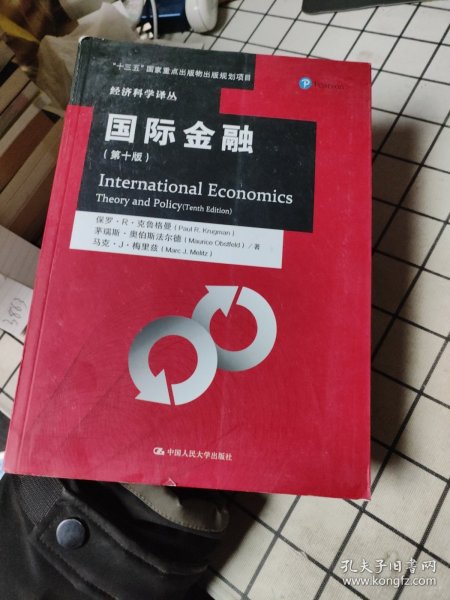 “十三五”国家重点出版物出版规划项目
Pearson
经济科学译丛
国际金融
(第十版)
International Economics
Theory and Policy(Tenth Edition)
保罗·R·克鲁格曼(Paul R. Krugman)
茅瑞斯·奥伯斯法尔德(Maurice Obstfeld)/著
马克·J·梅里兹(Marc J. Melitz)
中国人民大学出版社
孔夫子旧书网
www.kongfz.com